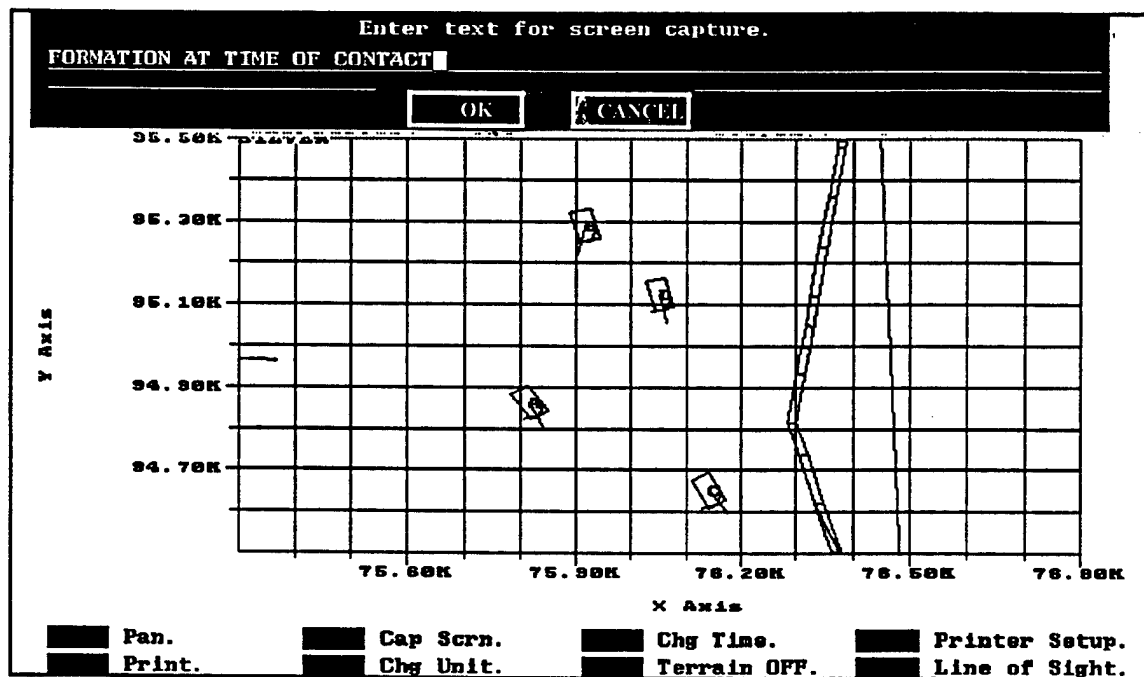 Enter text for screen capture.
FORMATION AT TIME OF CONTACT
OK CANCEL
95.50K
95.30K
95.10K
94.90K
94.70K
Y Axis
75.60K 75.90K 76.20K 76.50K 76.80K
X Axis
Pan. Cap Scrn. Chg Time. Printer Setup.
Print. Chg Unit. Terrain OFF. Line of Sight.